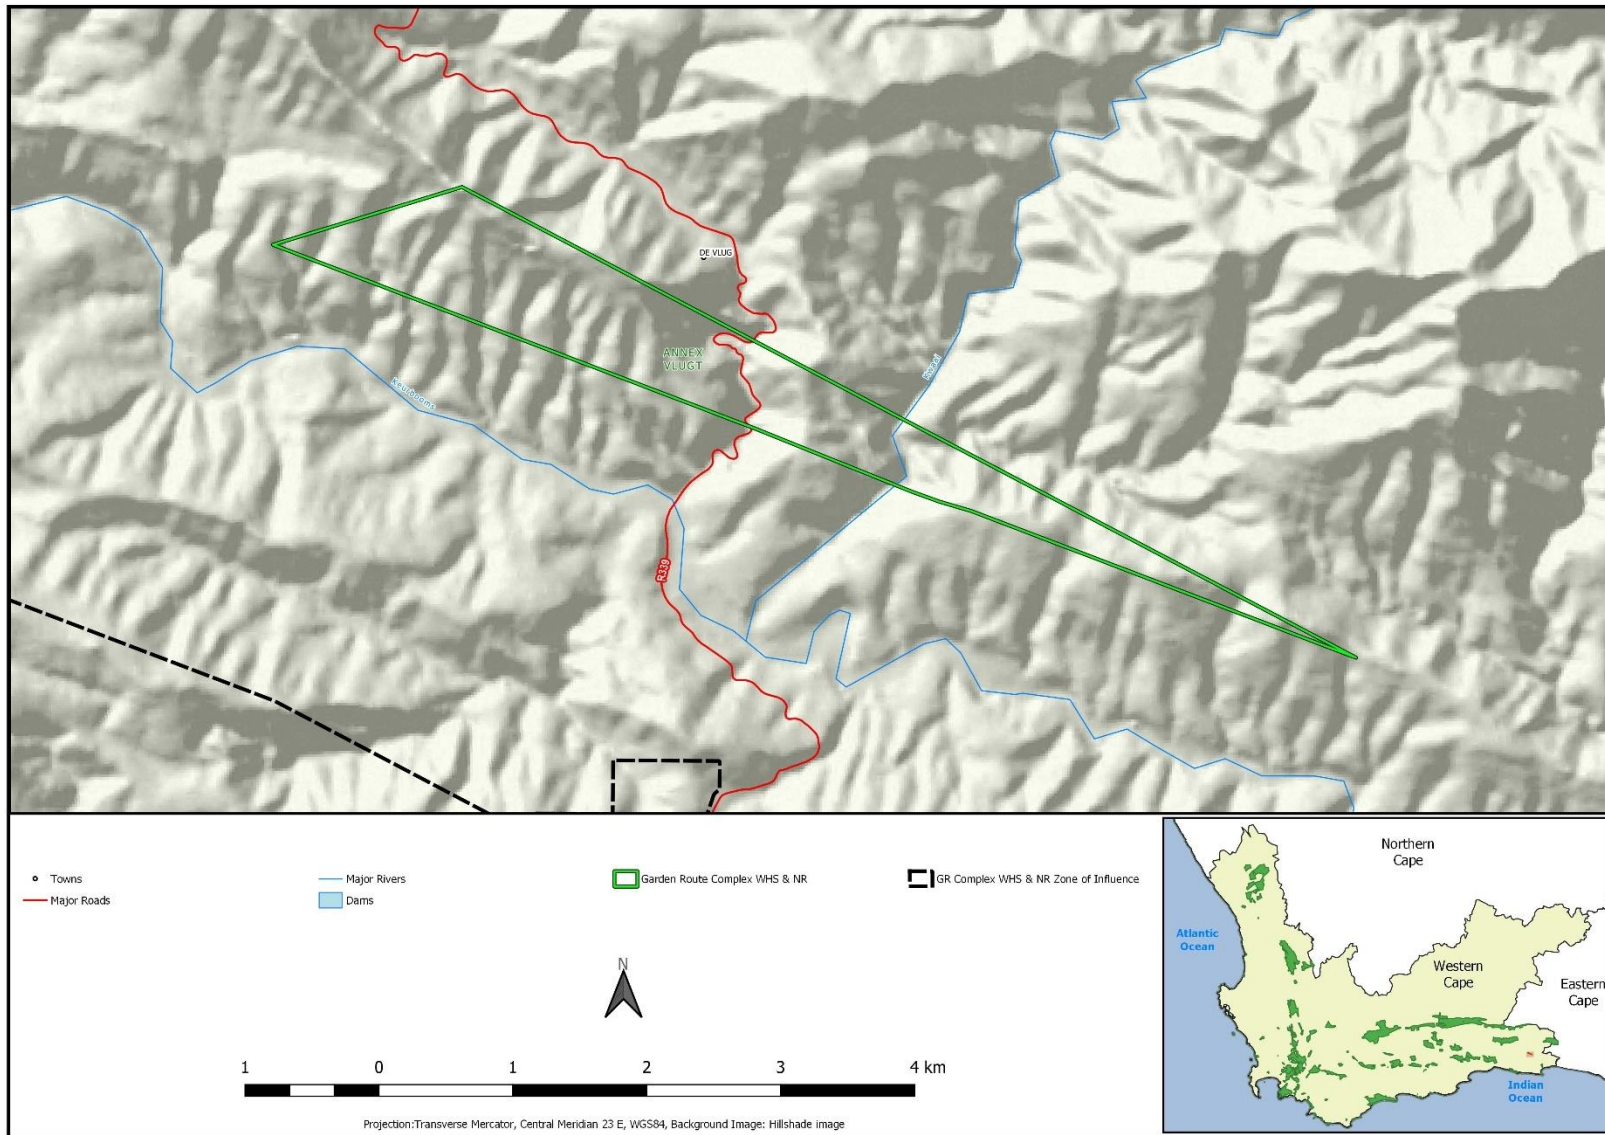 DE VLUG
ANNEX
VLUGT
Kwaai
Keurbooms
R339
Towns
Major Roads
Major Rivers
Dams
Garden Route Complex WHS & NR
GR Complex WHS & NR Zone of Influence
N
1 0 1 2 3 4 km
Projection:Transverse Mercator, Central Meridian 23 E, WGS84, Background Image: Hillshade image
Northern
Cape
Atlantic
Ocean
Western
Cape
Eastern
Cape
Indian
Ocean